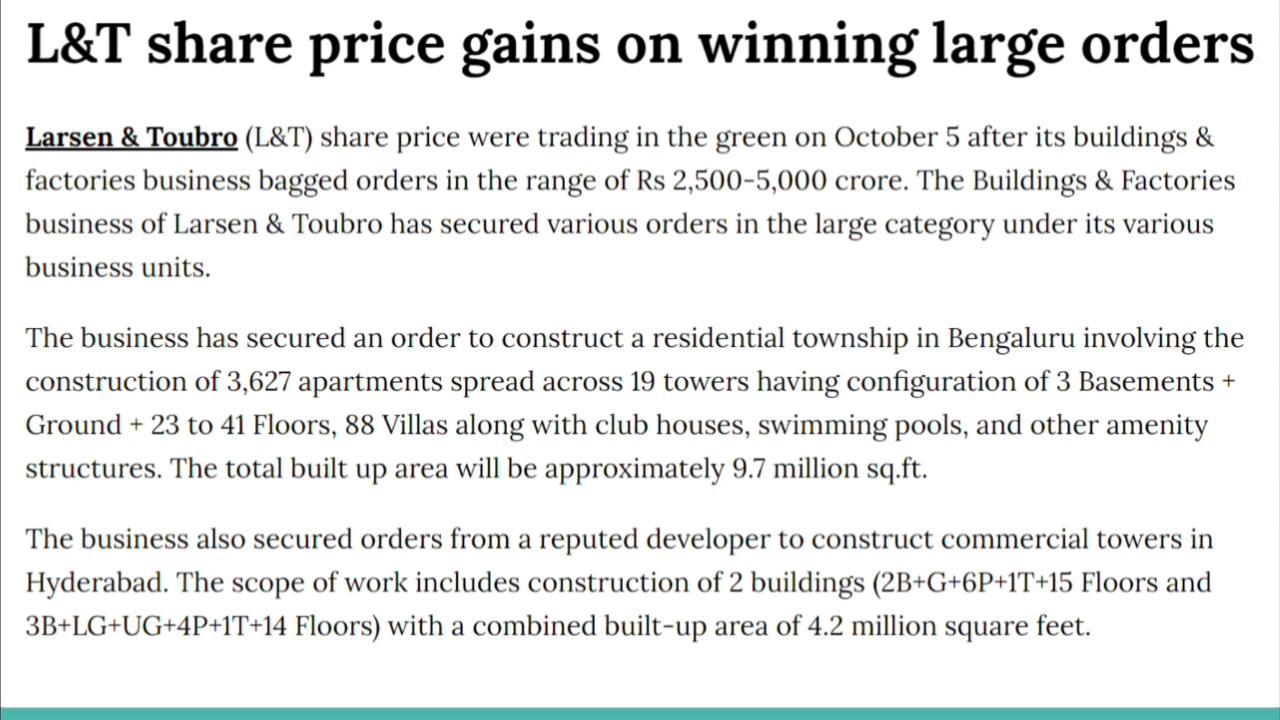 L&T share price gains on winning large orders
Larsen & Toubro (L&T) share price were trading in the green on October 5 after its buildings &
factories business bagged orders in the range of Rs 2,500-5,000 crore. The Buildings & Factories
business of Larsen & Toubro has secured various orders in the large category under its various
business units.
The business has secured an order to construct a residential township in Bengaluru involving the
construction of 3,627 apartments spread across 19 towers having configuration of 3 Basements +
Ground + 23 to 41 Floors, 88 Villas along with club houses, swimming pools, and other amenity
structures. The total built up area will be approximately 9.7 million sq.ft.
The business also secured orders from a reputed developer to construct commercial towers in
Hyderabad. The scope of work includes construction of 2 buildings (2B+G+6P+1T+15 Floors and
3B+LG+UG+4P+1T+14 Floors) with a combined built-up area of 4.2 million square feet.